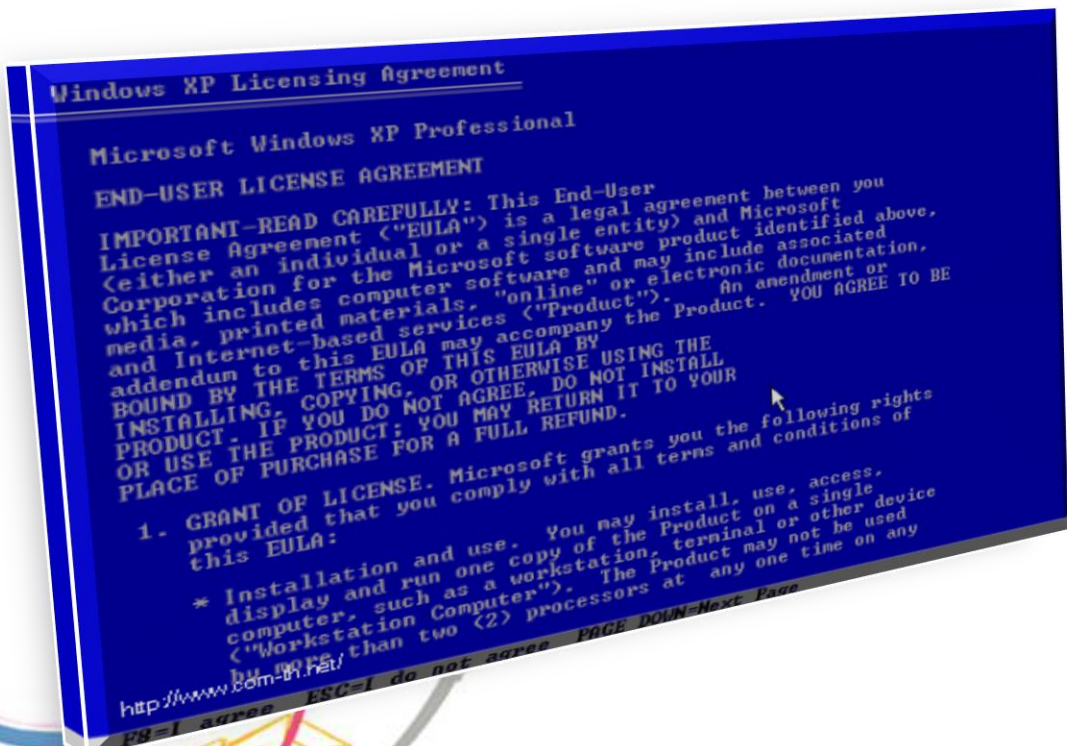 Windows XP Licensing Agreement
Microsoft Windows XP Professional
END-USER LICENSE AGREEMENT
IMPORTANT-READ CAREFULLY: This End-User
License Agreement ("EULA") is a legal agreement between you
(either an individual or a single entity) and Microsoft
Corporation for the Microsoft software product identified above,
which includes computer software and may include associated
media, printed materials, "online" or electronic documentation,
and Internet-based services ("Product"). An amendment or
addendum to this EULA may accompany the Product. YOU AGREE TO BE
BOUND BY THE TERMS OF THIS EULA BY
INSTALLING, COPYING, OR OTHERWISE USING THE
PRODUCT. IF YOU DO NOT AGREE, DO NOT INSTALL
OR USE THE PRODUCT; YOU MAY RETURN IT TO YOUR
PLACE OF PURCHASE FOR A FULL REFUND.
1. GRANT OF LICENSE. Microsoft grants you the following rights
provided that you comply with all terms and conditions of
this EULA:
* Installation and use. You may install, use, access,
display and run one copy of the Product on a single
computer, such as a workstation, terminal or other device
("Workstation Computer"). The Product may not be used
by more than two (2) processors at any one time on any
http://www.com-th.net/
F8=I agree ESC=I do not agree PAGE DOWN=Next Page